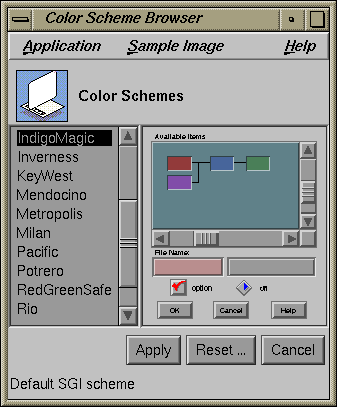 Color Scheme Browser
Application Sample Image Help
Color Schemes
IndigoMagic
Inverness
KeyWest
Mendocino
Metropolis
Milan
Pacific
Potrero
RedGreenSafe
Rio
Available Items
File Name:
option off
OK Cancel Help
Apply Reset ... Cancel
Default SGI scheme